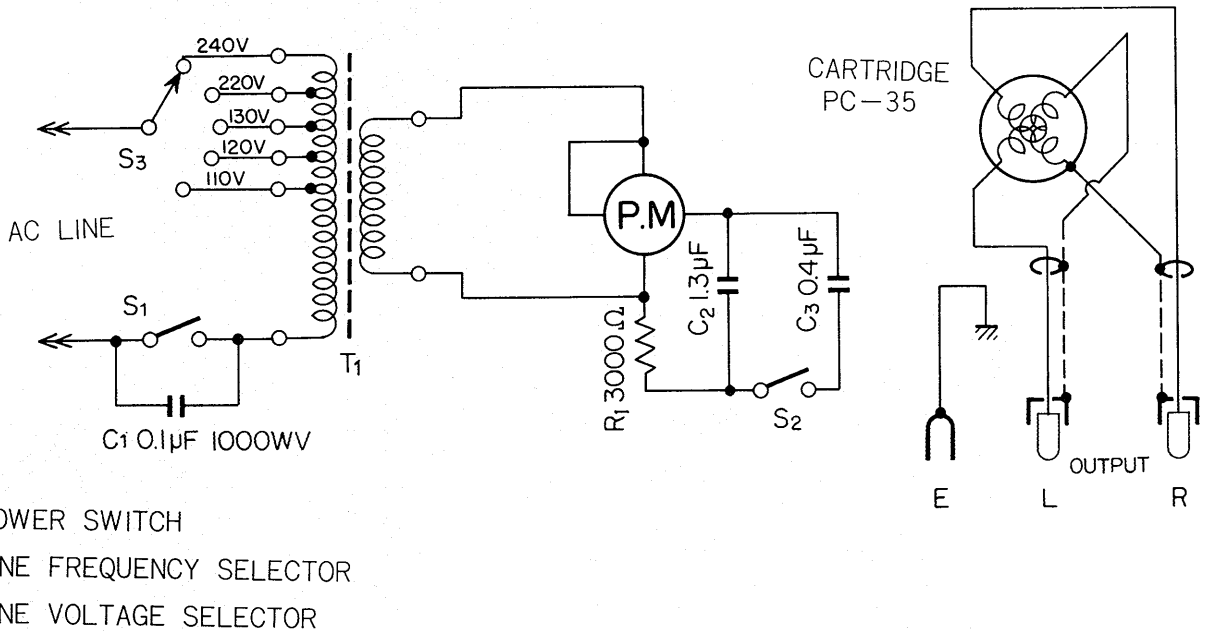 240V
220V
130V
120V
110V
S3
AC LINE
S1
C1 0.1µF 1000WV
T1
P.M
R1 3000Ω
C2 1.3µF
C3 0.4µF
S2
CARTRIDGE
PC-35
E
L
OUTPUT
R
OWER SWITCH
NE FREQUENCY SELECTOR
NE VOLTAGE SELECTOR